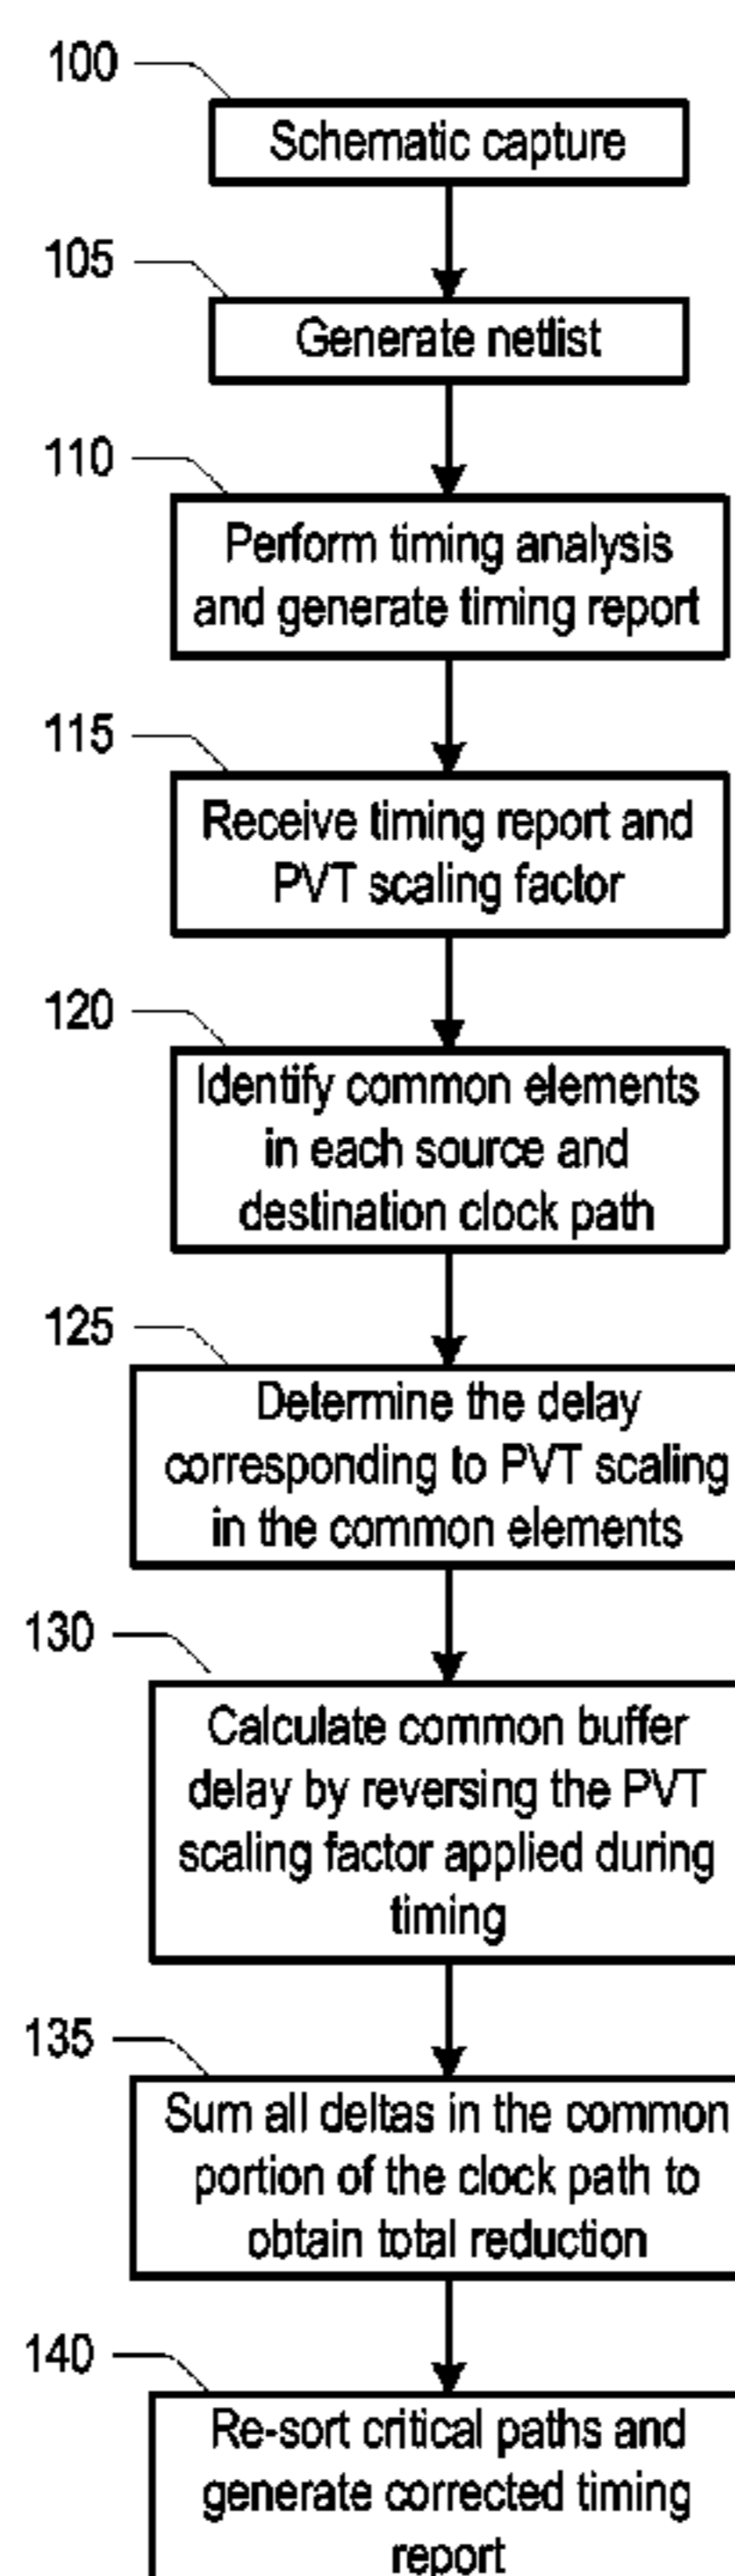 100
Schematic capture
105
Generate netlist
110
Perform timing analysis
and generate timing report
115
Receive timing report and
PVT scaling factor
120
Identify common elements
in each source and
destination clock path
125
Determine the delay
corresponding to PVT scaling
in the common elements
130
Calculate common buffer
delay by reversing the PVT
scaling factor applied during
timing
135
Sum all deltas in the common
portion of the clock path to
obtain total reduction
140
Re-sort critical paths and
generate corrected timing
report